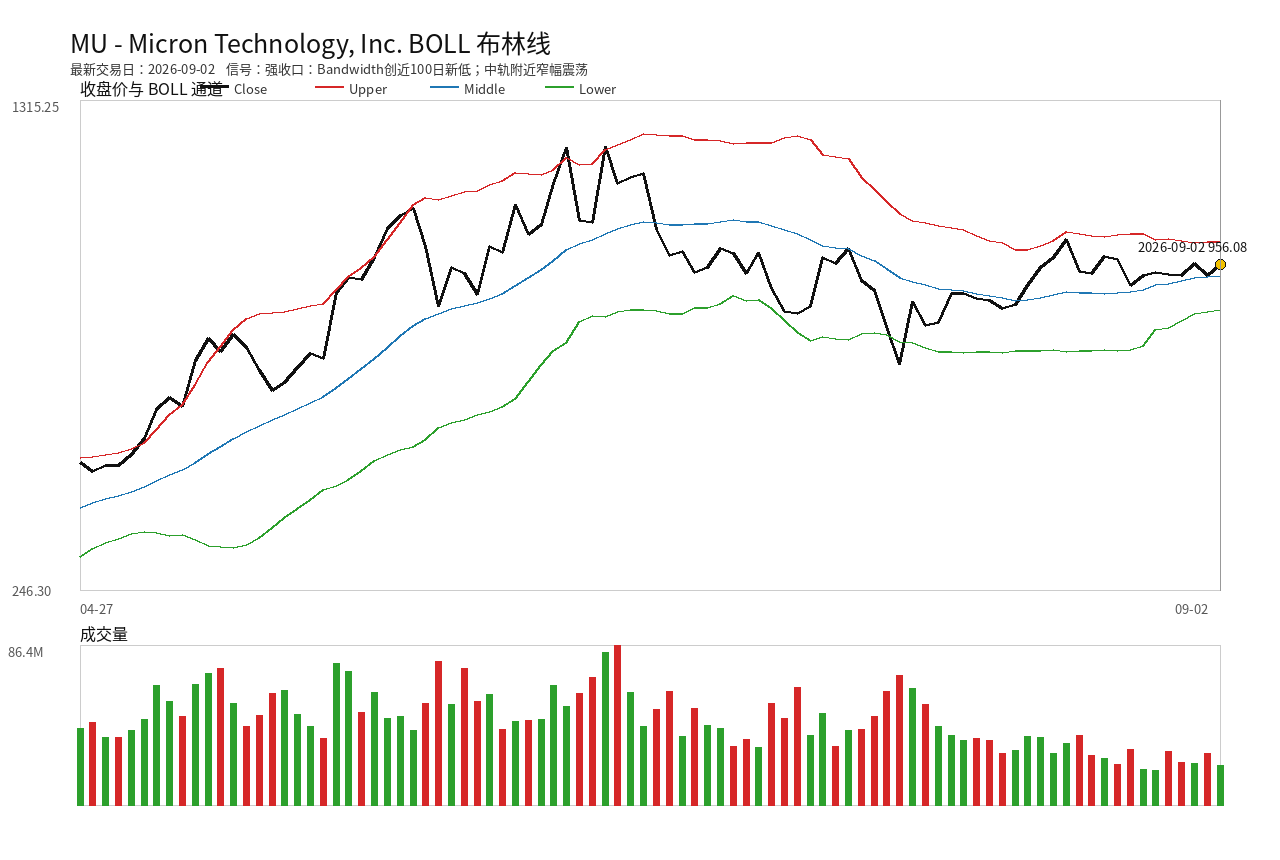 MU - Micron Technology, Inc. BOLL 布林线
最新交易日：2026-09-02 信号：强收口：Bandwidth创近100日新低；中轨附近窄幅震荡
收盘价与 BOLL 通道 Close Upper Middle Lower
1315.25
2026-09-02 956.08
246.30
04-27 09-02
成交量
86.4M